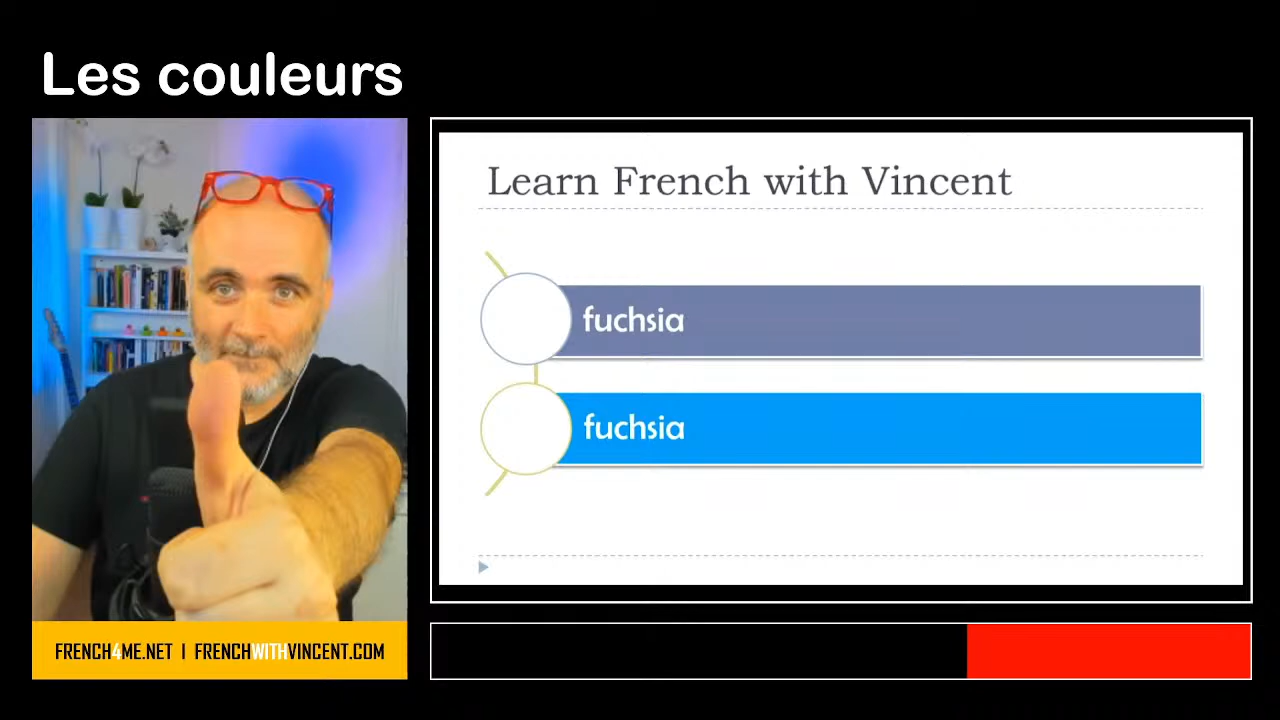 Les couleurs
Learn French with Vincent
fuchsia
fuchsia
FRENCH4ME.NET | FRENCHWITHVINCENT.COM